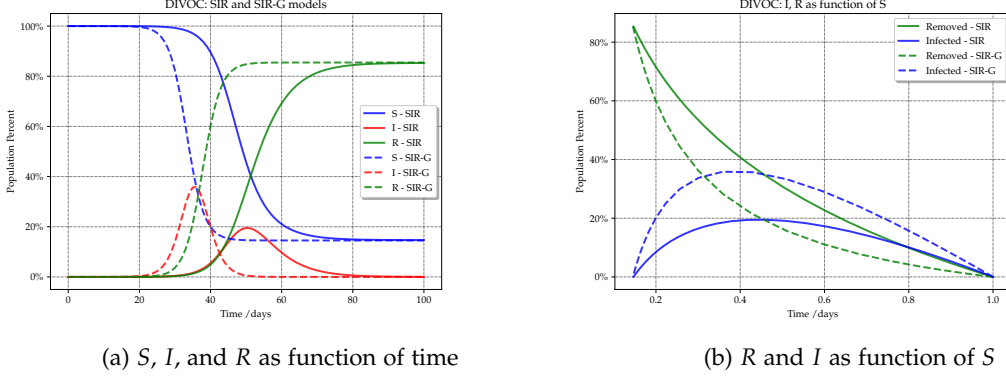 DIVOC: SIR and SIR-G models
100%
80%
60%
40%
20%
0%
Population Percent
0 20 40 60 80 100
Time /days
S - SIR
I - SIR
R - SIR
S - SIR-G
I - SIR-G
R - SIR-G
(a) S, I, and R as function of time
DIVOC: I, R as function of S
80%
60%
40%
20%
0%
Population Percent
0.2 0.4 0.6 0.8 1.0
Time /days
Removed - SIR
Infected - SIR
Removed - SIR-G
Infected - SIR-G
(b) R and I as function of S